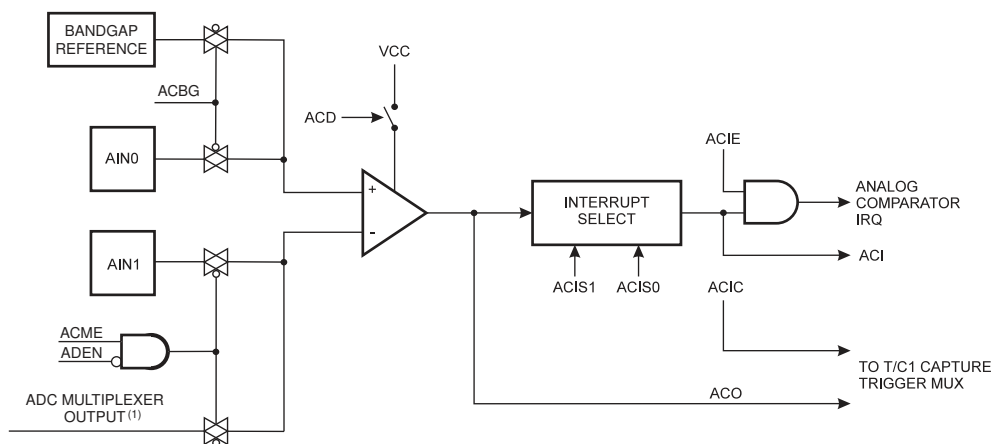 BANDGAP
REFERENCE
VCC
ACBG
ACD
ACIE
AIN0
+
INTERRUPT
SELECT
ANALOG
COMPARATOR
IRQ
-
AIN1
ACI
ACIS1
ACIS0
ACIC
ACME
ADEN
TO T/C1 CAPTURE
TRIGGER MUX
ADC MULTIPLEXER
OUTPUT (1)
ACO